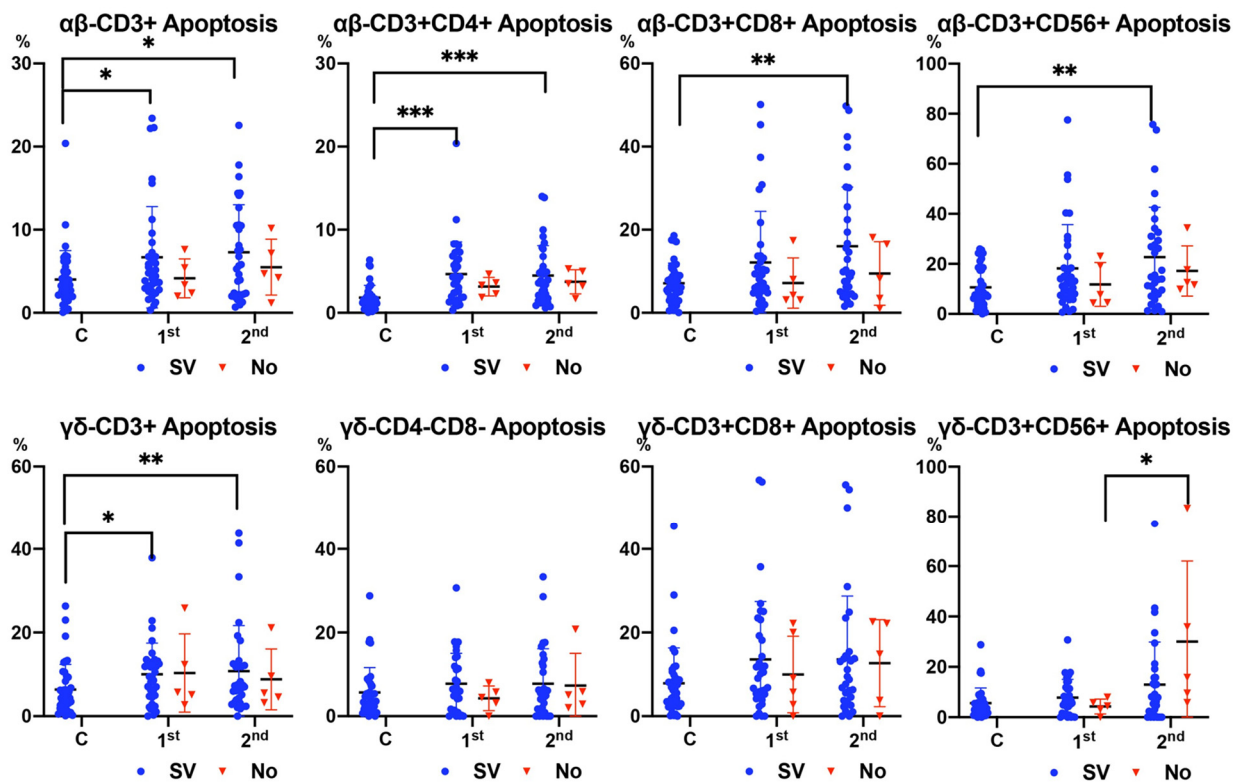 αβ-CD3+ Apoptosis
%
30
20
10
0
*
*
C 1st 2nd
SV No
αβ-CD3+CD4+ Apoptosis
%
30
20
10
0
***
***
C 1st 2nd
SV No
αβ-CD3+CD8+ Apoptosis
%
60
40
20
0
**
C 1st 2nd
SV No
αβ-CD3+CD56+ Apoptosis
%
100
80
60
40
20
0
**
C 1st 2nd
SV No
γδ-CD3+ Apoptosis
%
60
40
20
0
**
*
C 1st 2nd
SV No
γδ-CD4-CD8- Apoptosis
%
60
40
20
0
C 1st 2nd
SV No
γδ-CD3+CD8+ Apoptosis
%
60
40
20
0
C 1st 2nd
SV No
γδ-CD3+CD56+ Apoptosis
%
100
80
60
40
20
0
*
C 1st 2nd
SV No